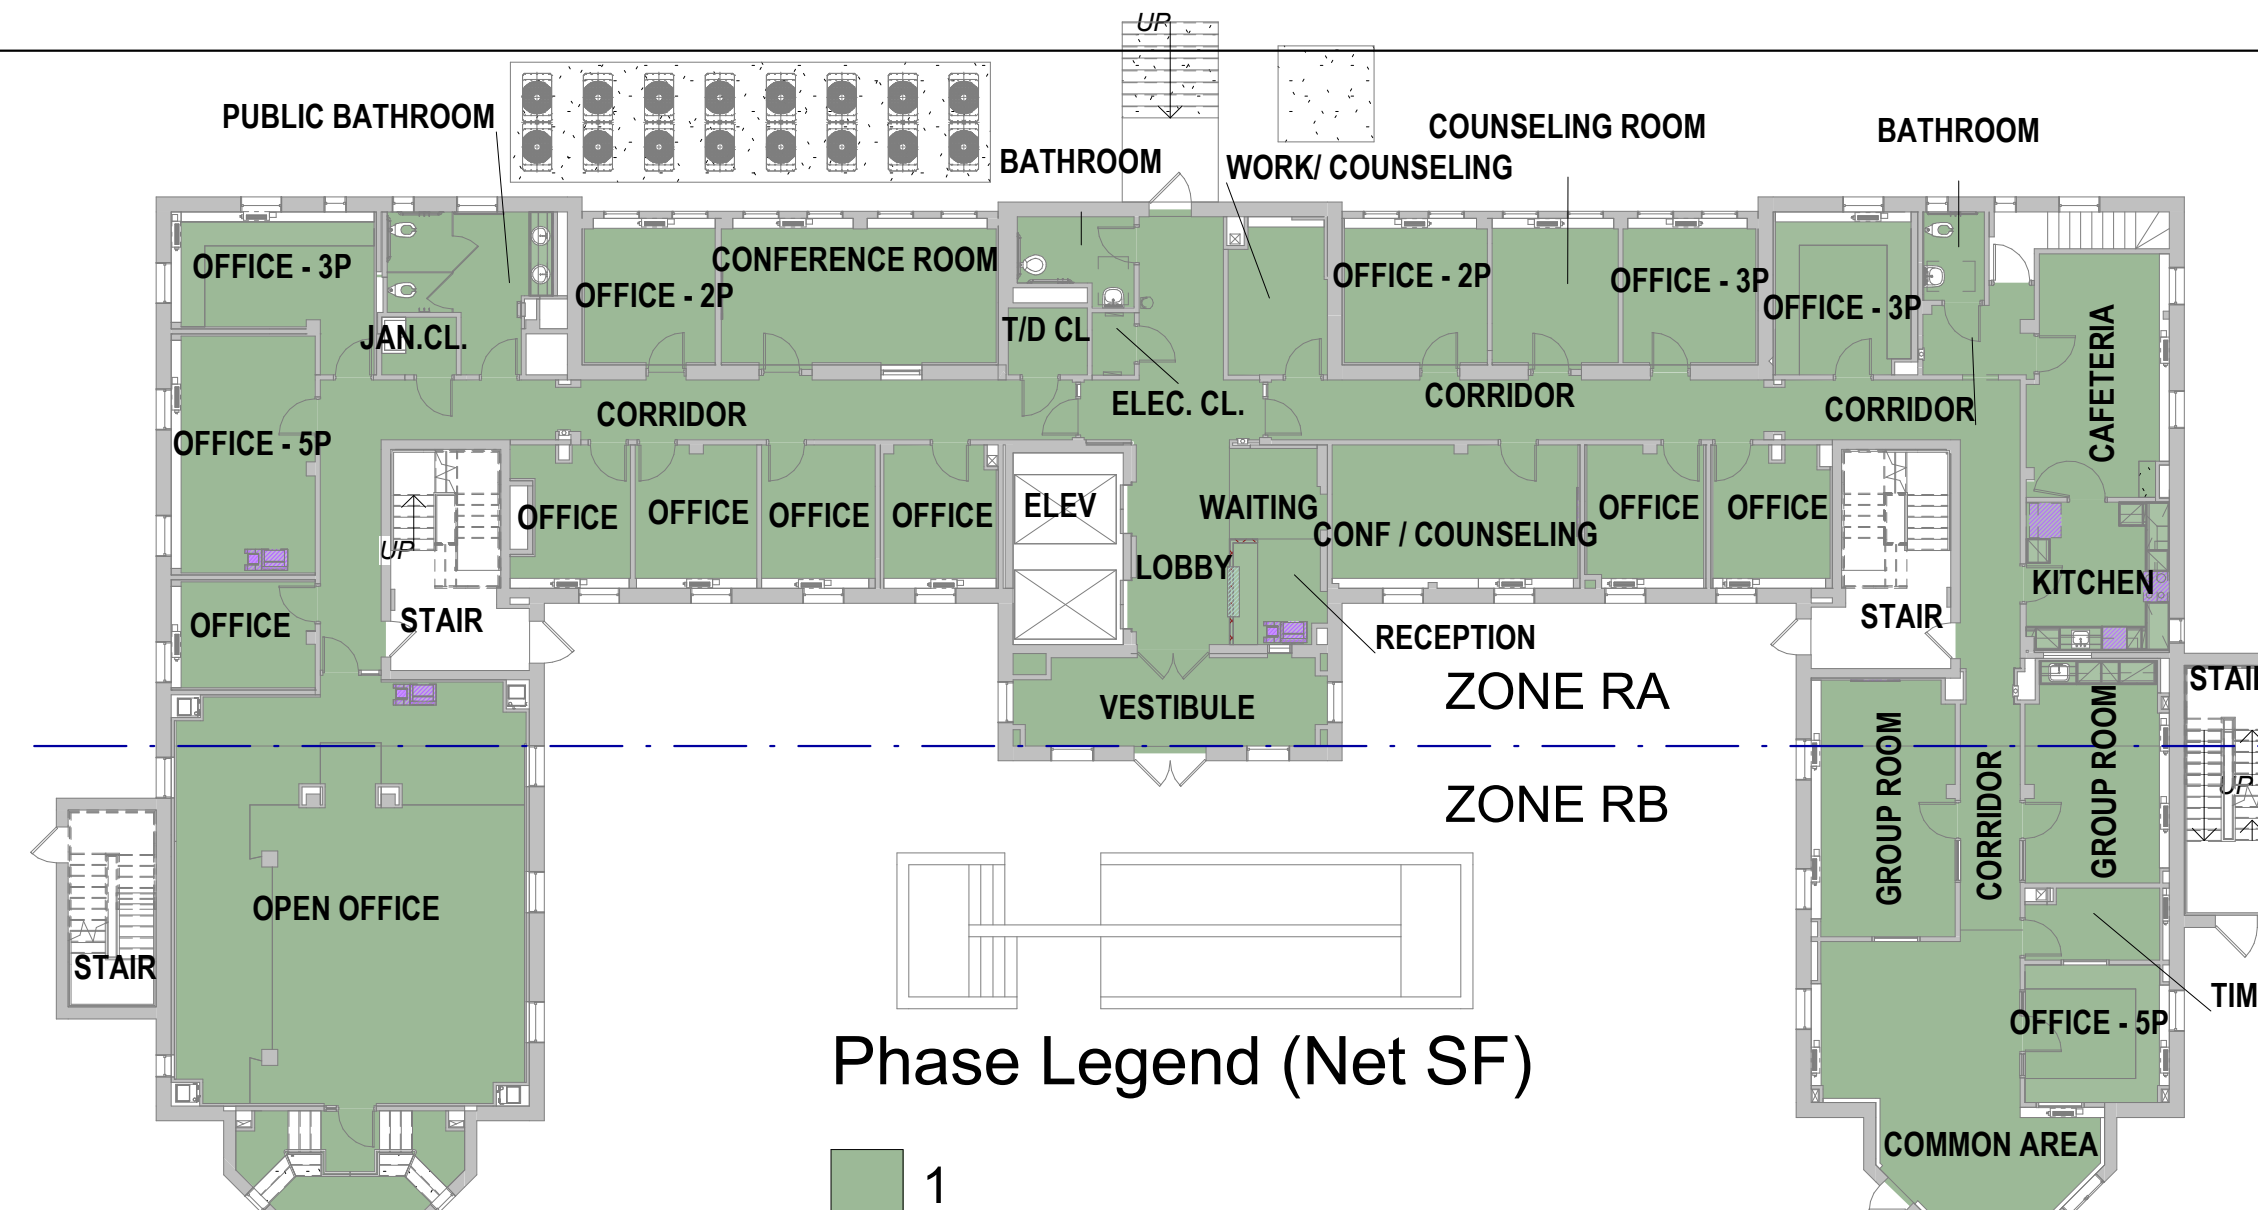 UP
PUBLIC BATHROOM
COUNSELING ROOM
BATHROOM
BATHROOM
WORK/ COUNSELING
OFFICE - 3P
CONFERENCE ROOM
OFFICE - 2P
OFFICE - 2P
OFFICE - 3P
OFFICE - 3P
JAN.CL.
T/D CL
CAFETERIA
ELEC. CL.
CORRIDOR
CORRIDOR
CORRIDOR
OFFICE - 5P
OFFICE
OFFICE
OFFICE
OFFICE
ELEV
WAITING
CONF / COUNSELING
OFFICE
OFFICE
UP
LOBBY
KITCHEN
OFFICE
STAIR
STAIR
RECEPTION
ZONE RA
VESTIBULE
GROUP ROOM
GROUP ROOM
CORRIDOR
UP
ZONE RB
OPEN OFFICE
STAIR
OFFICE - 5P
Phase Legend (Net SF)
COMMON AREA
1